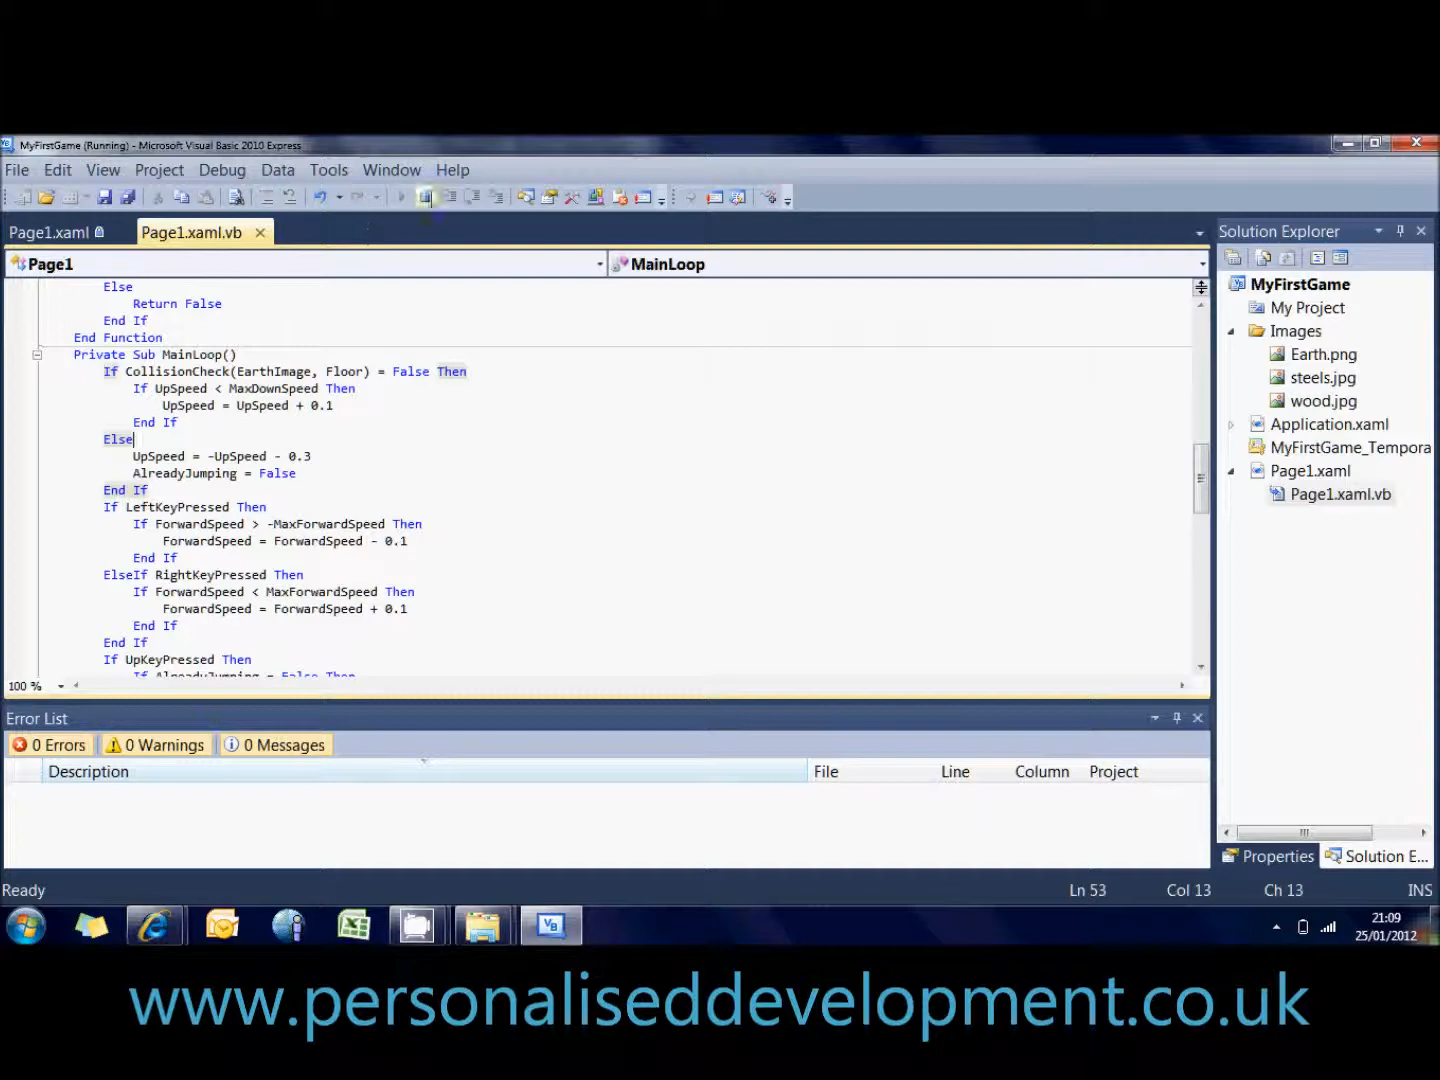 MyFirstGame (Running) - Microsoft Visual Basic 2010 Express
File Edit View Project Debug Data Tools Window Help
Page1.xaml Page1.xaml.vb
Page1 MainLoop
Else
Return False
End If
End Function
Private Sub MainLoop()
If CollisionCheck(EarthImage, Floor) = False Then
If UpSpeed < MaxDownSpeed Then
UpSpeed = UpSpeed + 0.1
End If
Else
UpSpeed = -UpSpeed - 0.3
AlreadyJumping = False
End If
If LeftKeyPressed Then
If ForwardSpeed > -MaxForwardSpeed Then
ForwardSpeed = ForwardSpeed - 0.1
End If
ElseIf RightKeyPressed Then
If ForwardSpeed < MaxForwardSpeed Then
ForwardSpeed = ForwardSpeed + 0.1
End If
End If
If UpKeyPressed Then
If AlreadyJumping = False Then
100 %
Solution Explorer
MyFirstGame
My Project
Images
Earth.png
steels.jpg
wood.jpg
Application.xaml
MyFirstGame_Tempora
Page1.xaml
Page1.xaml.vb
Properties Solution E...
Error List
0 Errors 0 Warnings 0 Messages
Description File Line Column Project
Ready Ln 53 Col 13 Ch 13 INS
21:09
25/01/2012
www.personaliseddevelopment.co.uk